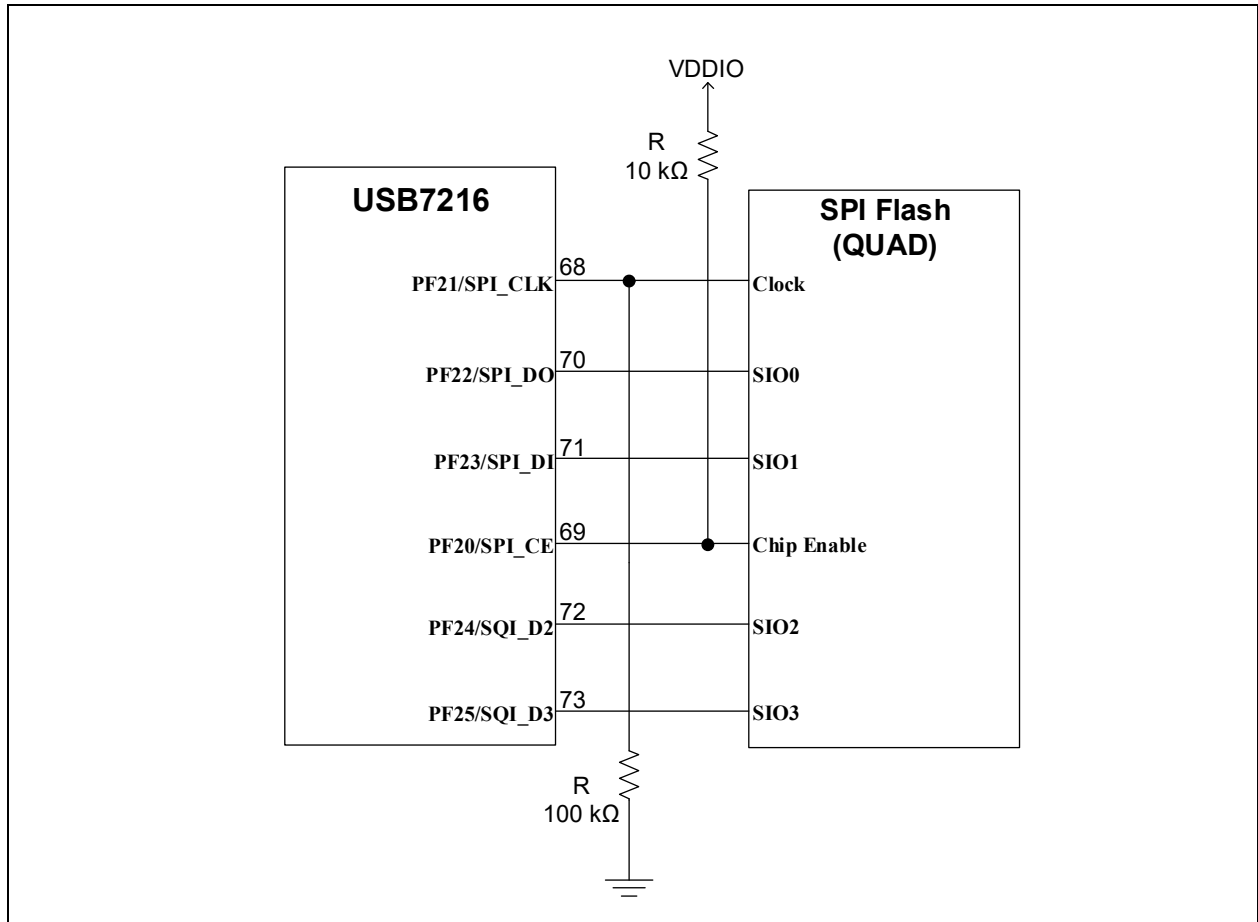 VDDIO
R
10 kΩ
USB7216
SPI Flash
(QUAD)
PF21/SPI_CLK
68
Clock
PF22/SPI_DO
70
SIO0
PF23/SPI_DI
71
SIO1
PF20/SPI_CE
69
Chip Enable
PF24/SQI_D2
72
SIO2
PF25/SQI_D3
73
SIO3
R
100 kΩ